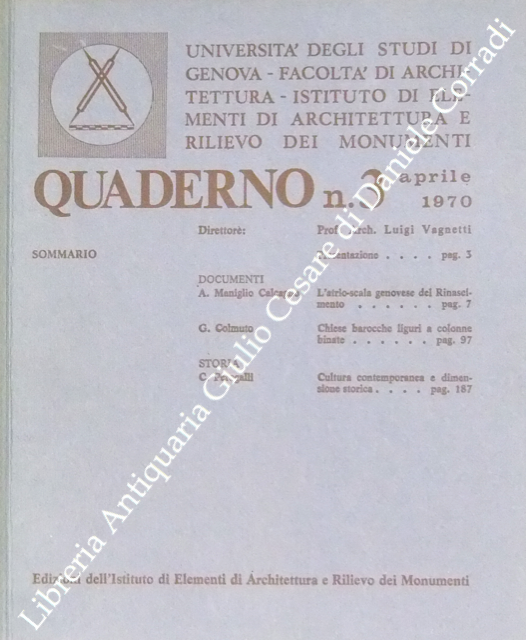 UNIVERSITA' DEGLI STUDI DI
GENOVA - FACOLTA' DI ARCHI-
TETTURA - ISTITUTO DI ELE-
MENTI DI ARCHITETTURA E
RILIEVO DEI MONUMENTI
QUADERNO n. 3 aprile
1970
Direttore: Prof. Arch. Luigi Vagnetti
SOMMARIO
Presentazione . . . . pag. 3
DOCUMENTI
A. Maniglio Calcagno L'atrio-scala genovese del Rinasci-
mento . . . . . . . pag. 7
G. Colmuto Chiese barocche liguri a colonne
binate . . . . . . pag. 97
STORIA
C. Perogalli Cultura contemporanea e dimen-
sione storica . . . . pag. 187
Edizioni dell'Istituto di Elementi di Architettura e Rilievo dei Monumenti
Libreria Antiquaria Giulio Cesare di Daniele Corradi